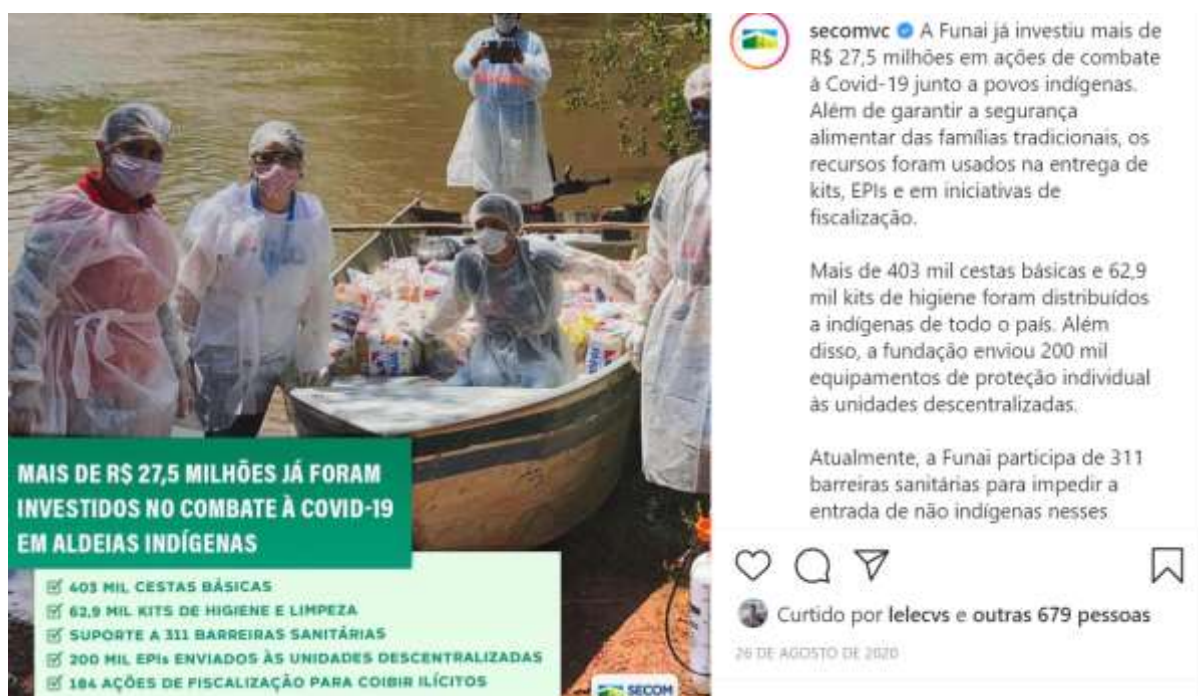 MAIS DE R$ 27,5 MILHÕES JÁ FORAM
INVESTIDOS NO COMBATE À COVID-19
EM ALDEIAS INDÍGENAS
403 MIL CESTAS BÁSICAS
62,9 MIL KITS DE HIGIENE E LIMPEZA
SUPORTE A 311 BARREIRAS SANITÁRIAS
200 MIL EPIs ENVIADOS ÀS UNIDADES DESCENTRALIZADAS
184 AÇÕES DE FISCALIZAÇÃO PARA COIBIR ILÍCITOS
SECOM
secomvc A Funai já investiu mais de
R$ 27,5 milhões em ações de combate
à Covid-19 junto a povos indígenas.
Além de garantir a segurança
alimentar das famílias tradicionais, os
recursos foram usados na entrega de
kits, EPIs e em iniciativas de
fiscalização.
Mais de 403 mil cestas básicas e 62,9
mil kits de higiene foram distribuídos
a indígenas de todo o país. Além
disso, a fundação enviou 200 mil
equipamentos de proteção individual
às unidades descentralizadas.
Atualmente, a Funai participa de 311
barreiras sanitárias para impedir a
entrada de não indígenas nesses
Curtido por lelecvs e outras 679 pessoas
26 DE AGOSTO DE 2020